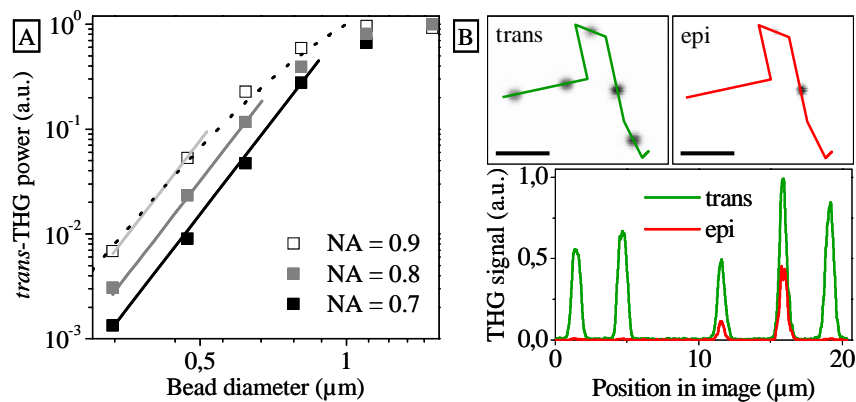 A
trans-THG power (a.u.)
10⁰
10⁻¹
10⁻²
10⁻³
NA = 0.9
NA = 0.8
NA = 0.7
0,5
1
Bead diameter (µm)
B
trans
epi
THG signal (a.u.)
1,0
0,5
0,0
trans
epi
0
10
20
Position in image (µm)